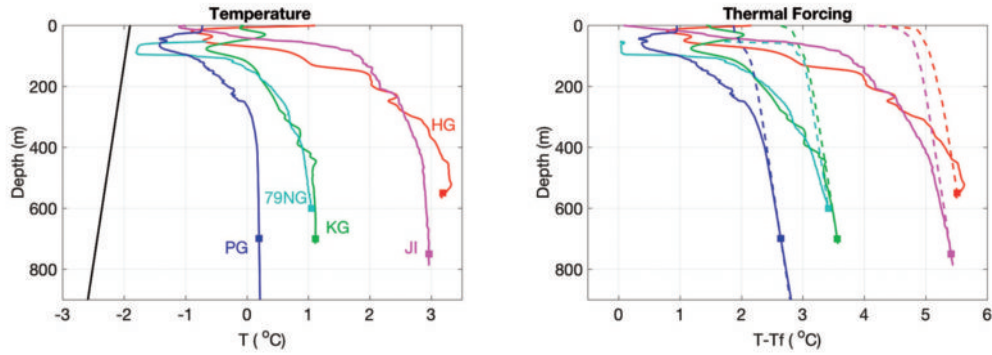 Temperature
0
200
400
600
800
Depth (m)
-3
-2
-1
0
1
2
3
T ( °C)
HG
79NG
KG
PG
JI
Thermal Forcing
0
200
400
600
800
Depth (m)
0
1
2
3
4
5
6
T-Tf (°C)